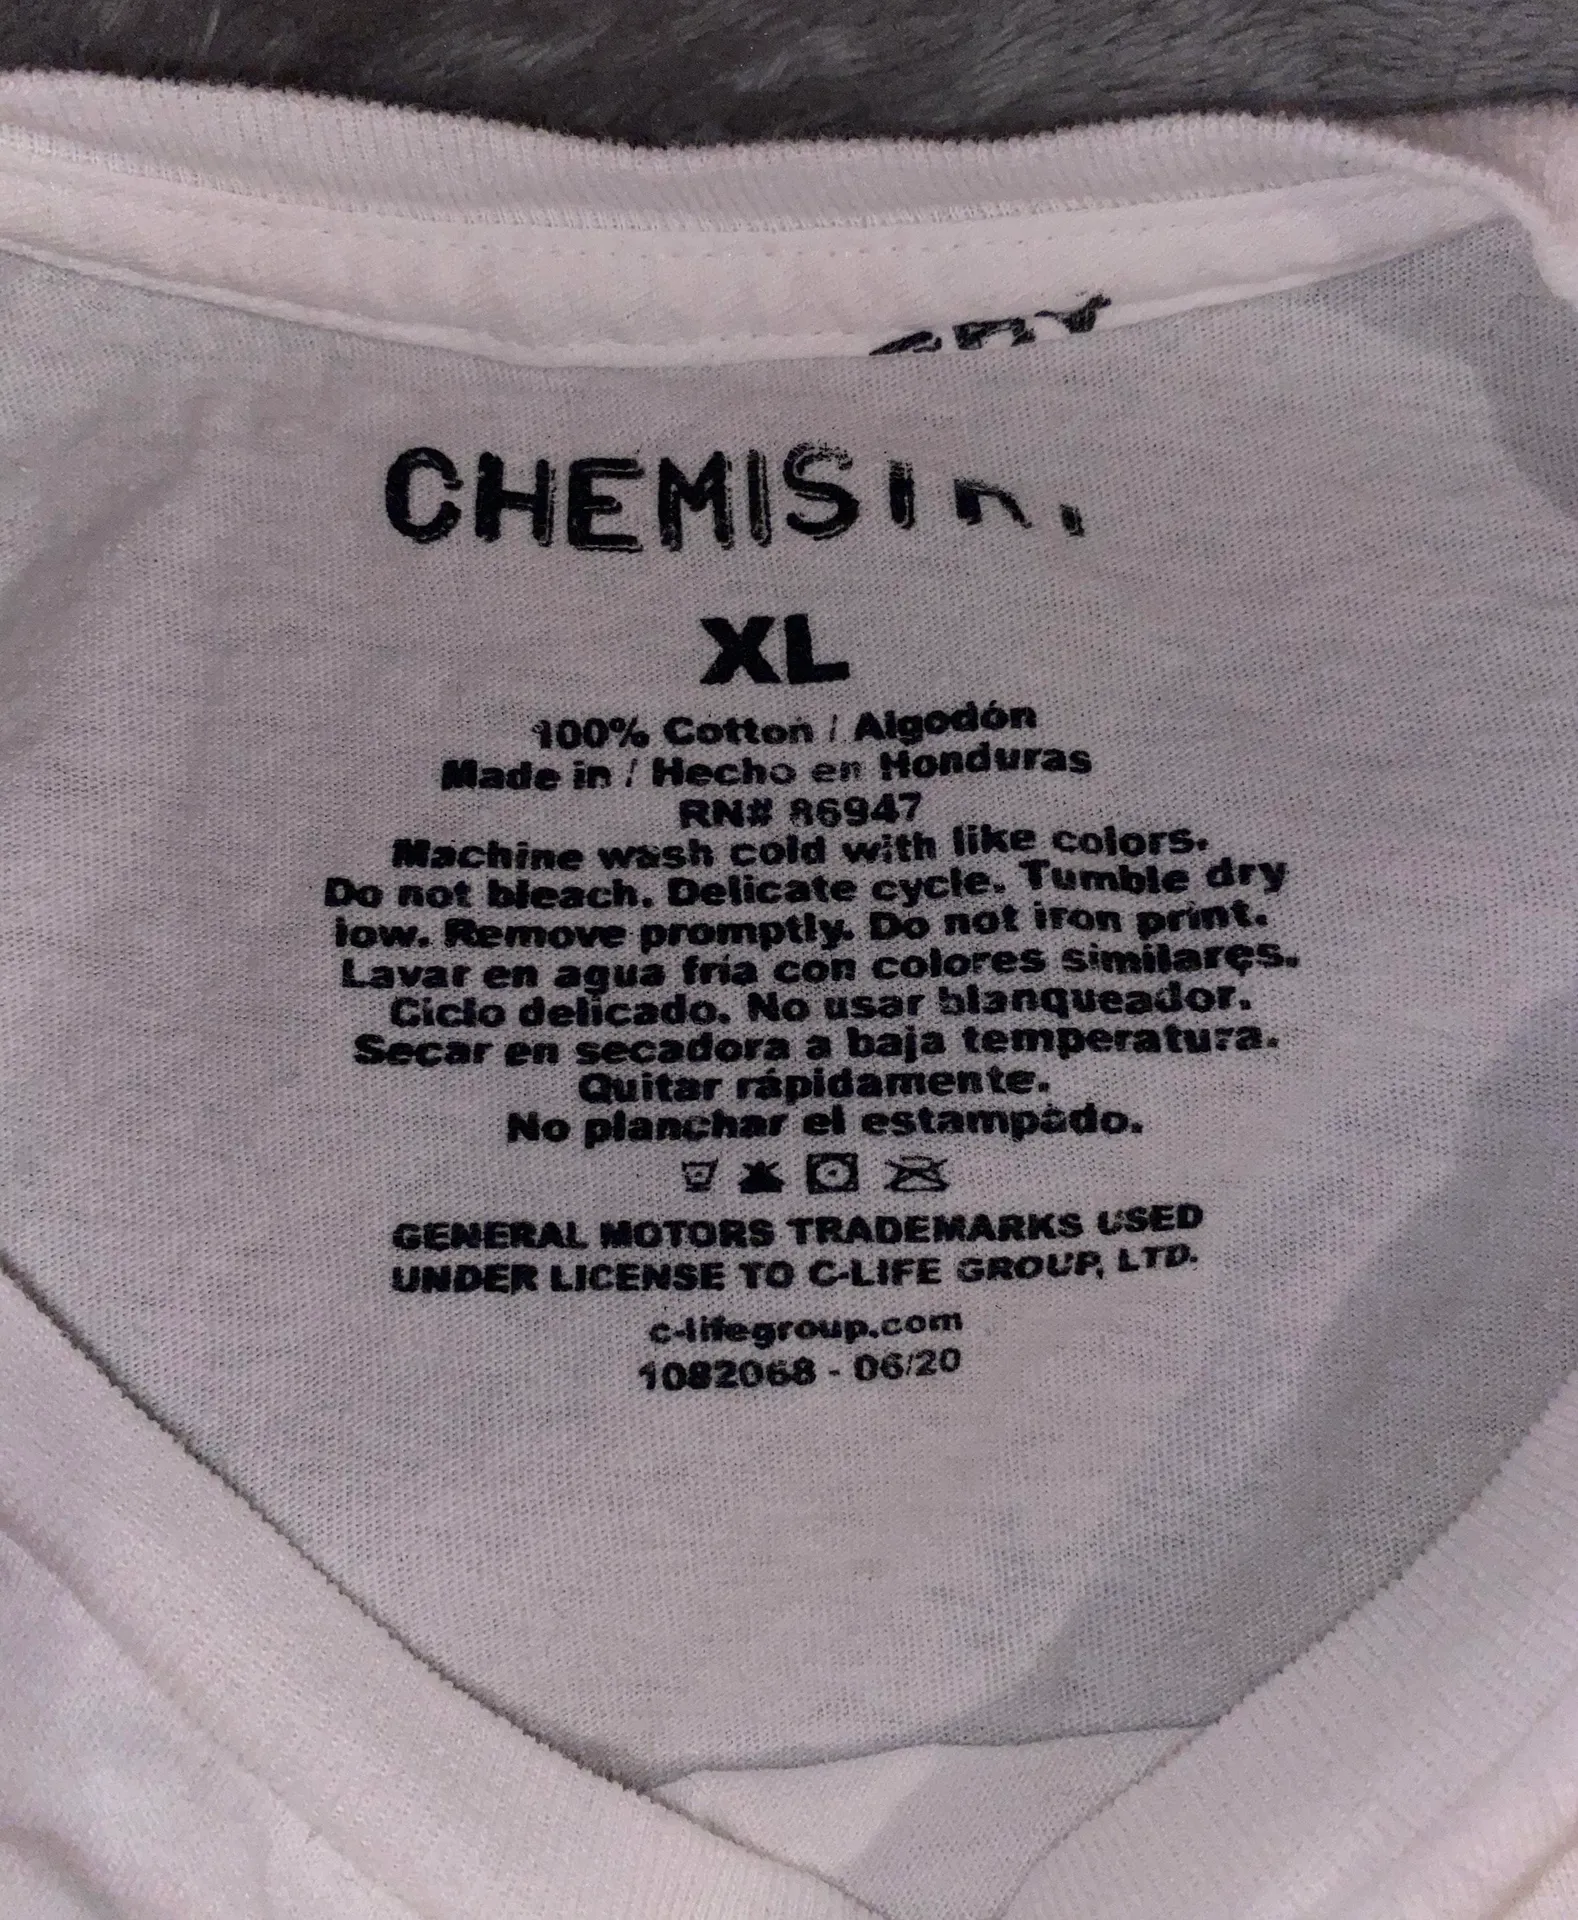 CHEMISTRY
XL
100% Cotton / Algodón
Made in / Hecho en Honduras
RN# 86947
Machine wash cold with like colors.
Do not bleach. Delicate cycle. Tumble dry
low. Remove promptly. Do not iron print.
Lavar en agua fría con colores similares.
Ciclo delicado. No usar blanqueador.
Secar en secadora a baja temperatura.
Quitar rápidamente.
No planchar el estampado.
GENERAL MOTORS TRADEMARKS USED
UNDER LICENSE TO C-LIFE GROUP, LTD.
c-lifegroup.com
1082068 - 06/20